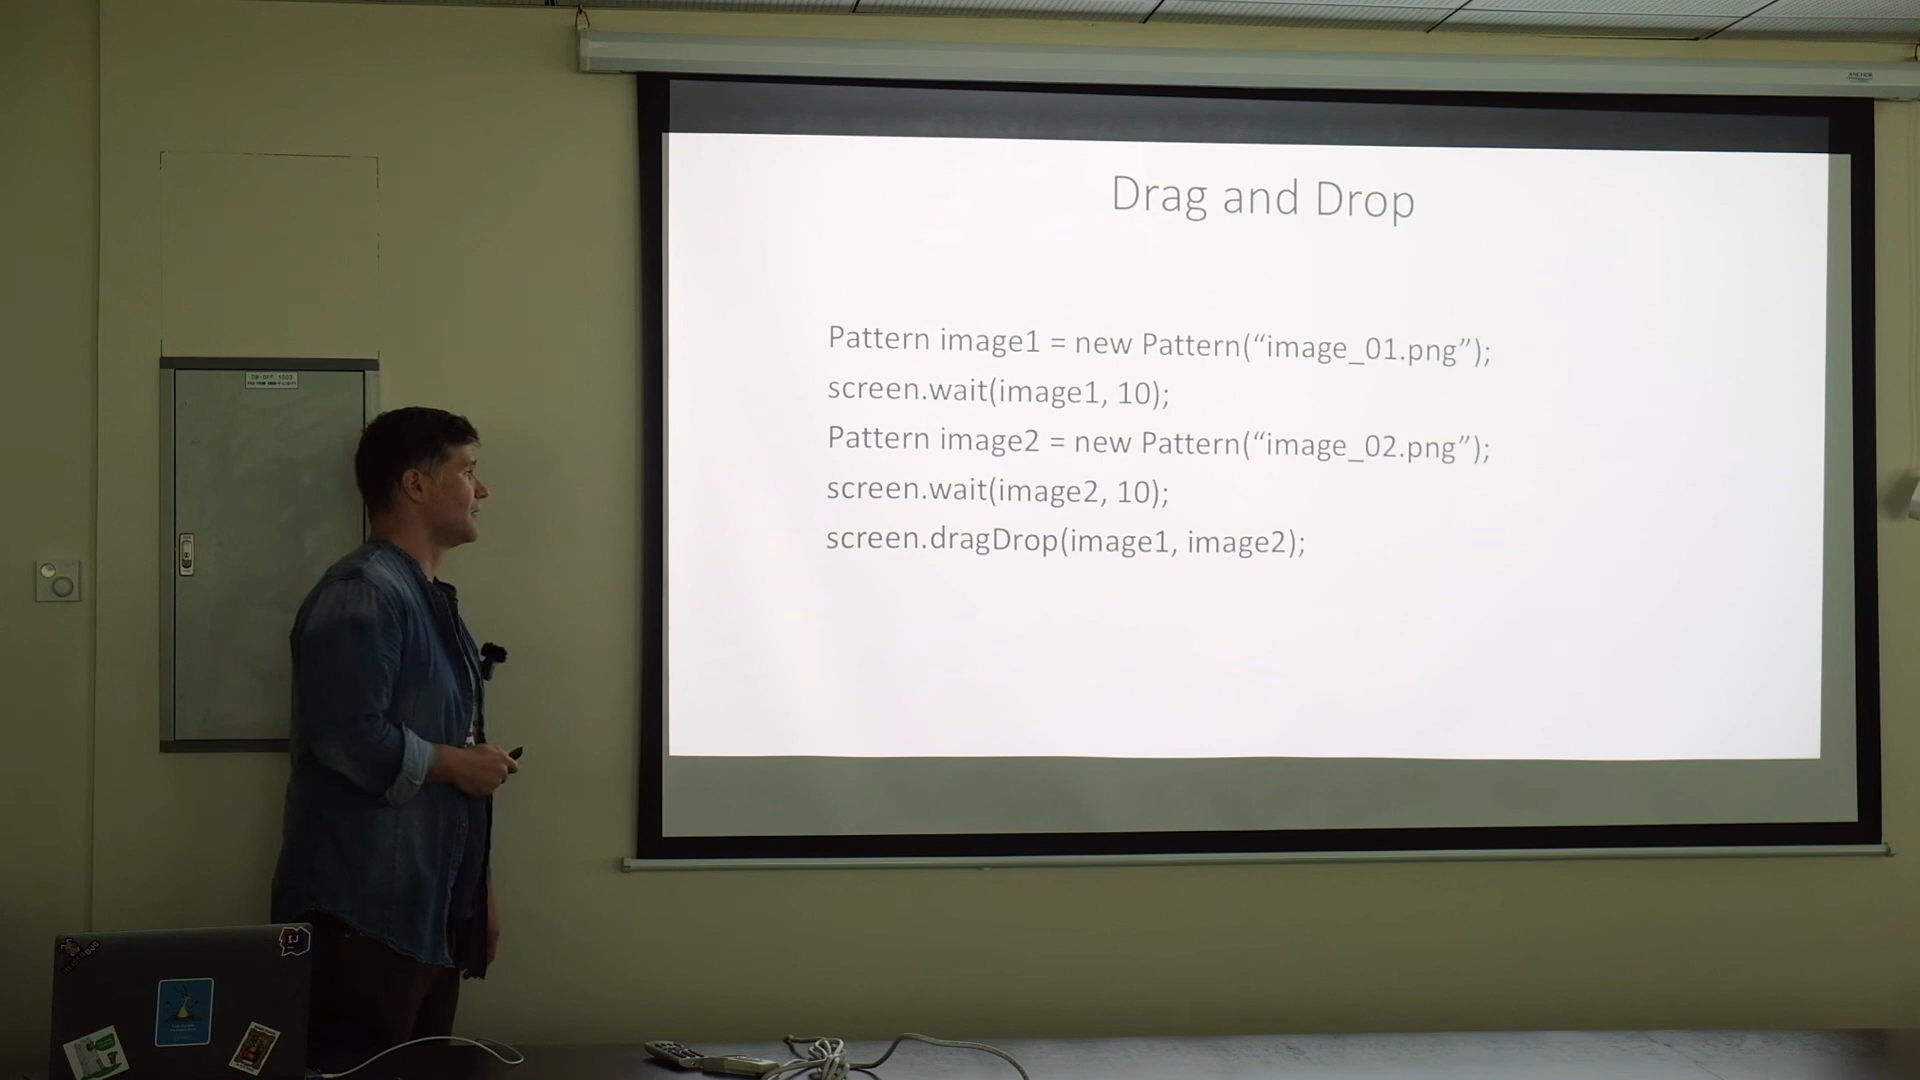 Drag and Drop
Pattern image1 = new Pattern(“image_01.png”);
screen.wait(image1, 10);
Pattern image2 = new Pattern(“image_02.png”);
screen.wait(image2, 10);
screen.dragDrop(image1, image2);
IJ